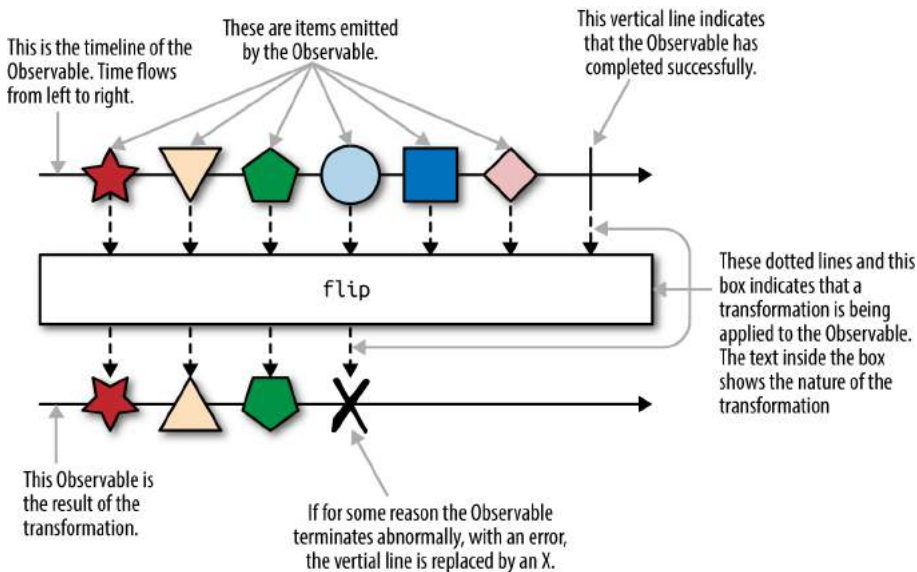 This is the timeline of the
Observable. Time flows
from left to right.
These are items emitted
by the Observable.
This vertical line indicates
that the Observable has
completed successfully.
flip
These dotted lines and this
box indicates that a
transformation is being
applied to the Observable.
The text inside the box
shows the nature of the
transformation
This Observable is
the result of the
transformation.
If for some reason the Observable
terminates abnormally, with an error,
the vertial line is replaced by an X.